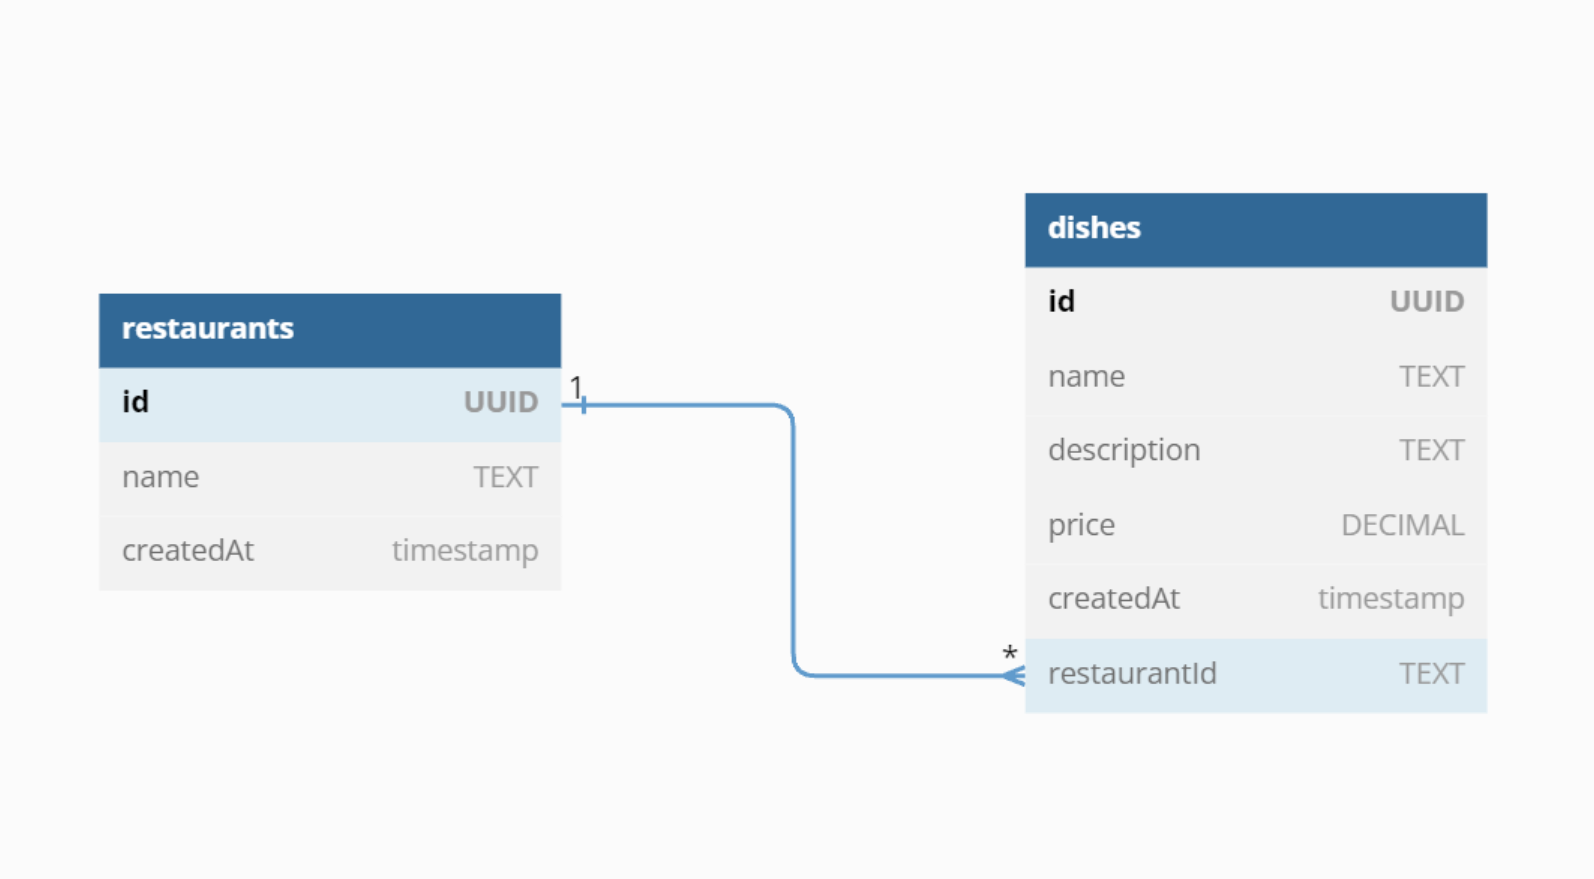 restaurants
id UUID
name TEXT
createdAt timestamp
1
*
dishes
id UUID
name TEXT
description TEXT
price DECIMAL
createdAt timestamp
restaurantId TEXT